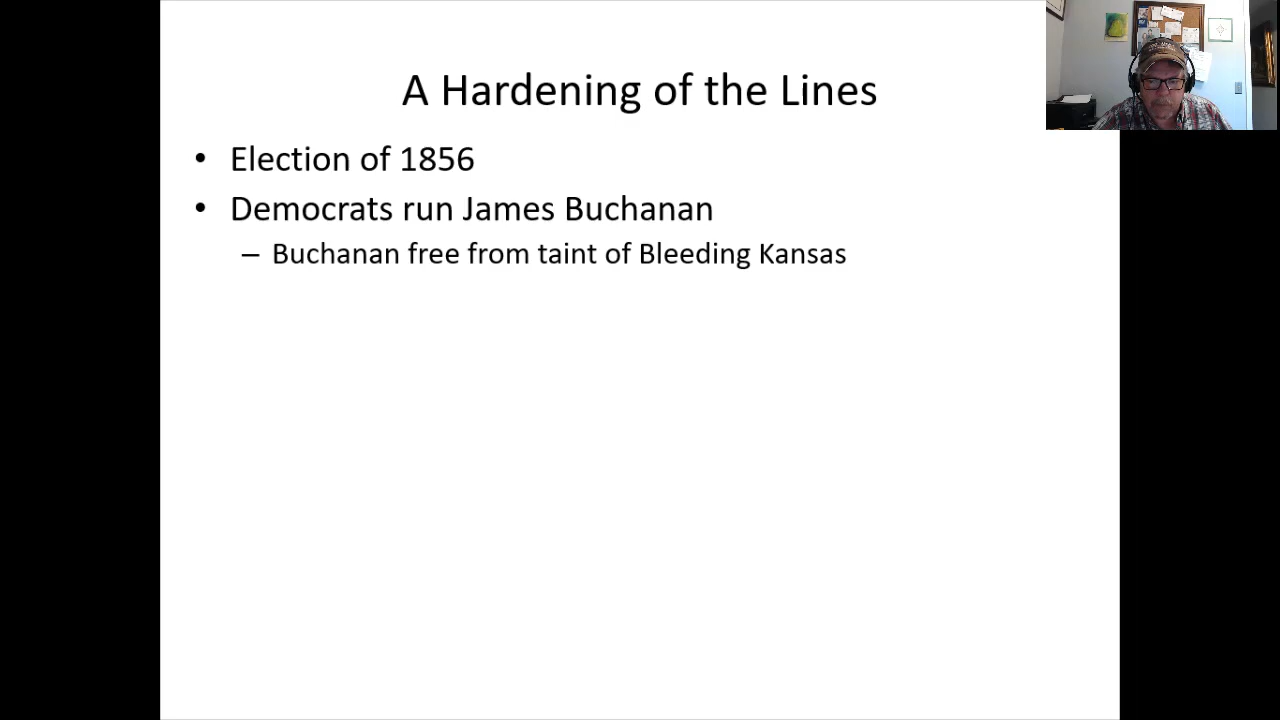 A Hardening of the Lines
• Election of 1856
• Democrats run James Buchanan
– Buchanan free from taint of Bleeding Kansas